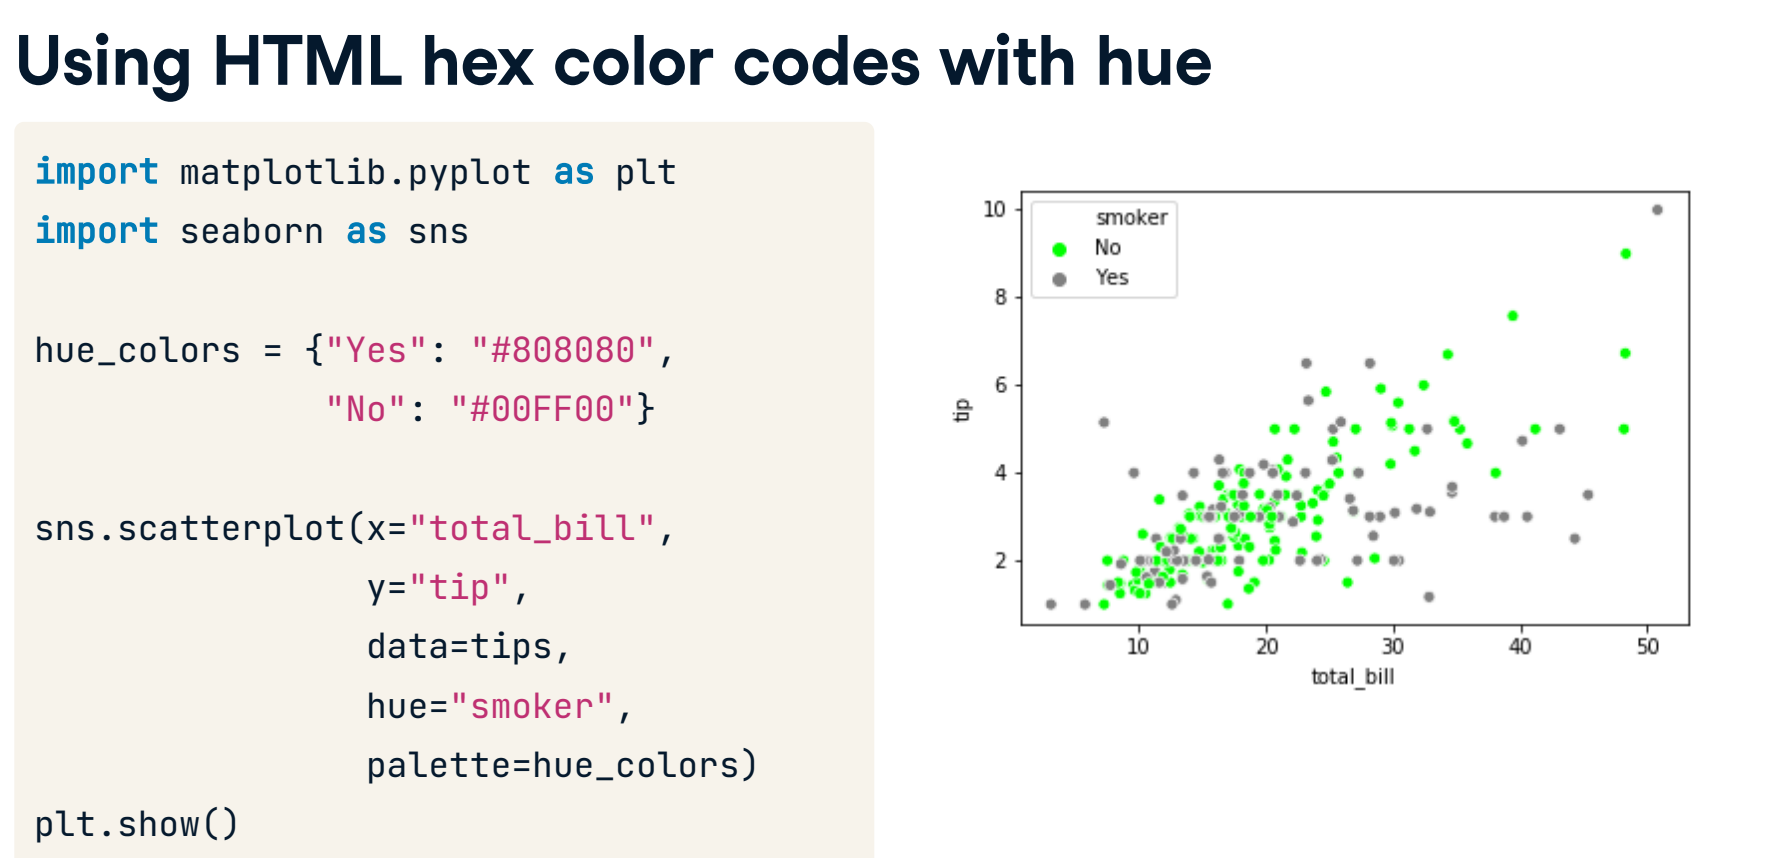 Using HTML hex color codes with hue
import matplotlib.pyplot as plt
import seaborn as sns
hue_colors = {"Yes": "#808080",
"No": "#00FF00"}
sns.scatterplot(x="total_bill",
y="tip",
data=tips,
hue="smoker",
palette=hue_colors)
plt.show()
smoker
No
Yes
10
8
6
4
2
tip
10 20 30 40 50
total_bill